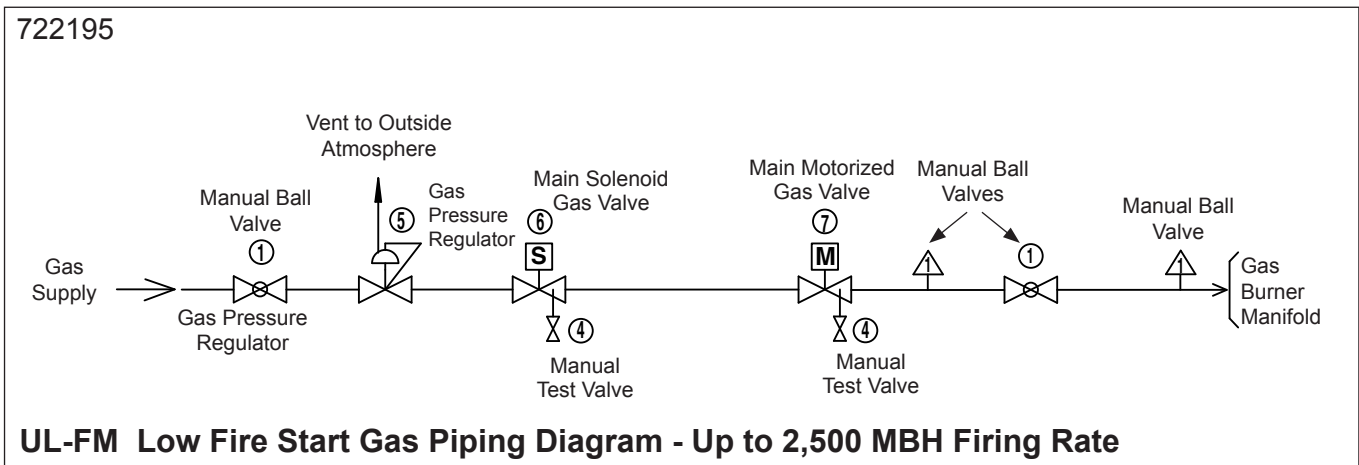 722195
Vent to Outside
Atmosphere
Manual Ball
Valve
①
⑤
Gas
Pressure
Regulator
Main Solenoid
Gas Valve
⑥
S
Main Motorized
Gas Valve
⑦
M
Manual Ball
Valves
1
①
Manual Ball
Valve
1
Gas
Supply
Gas Pressure
Regulator
④
Manual
Test Valve
④
Manual
Test Valve
Gas
Burner
Manifold
UL-FM Low Fire Start Gas Piping Diagram - Up to 2,500 MBH Firing Rate